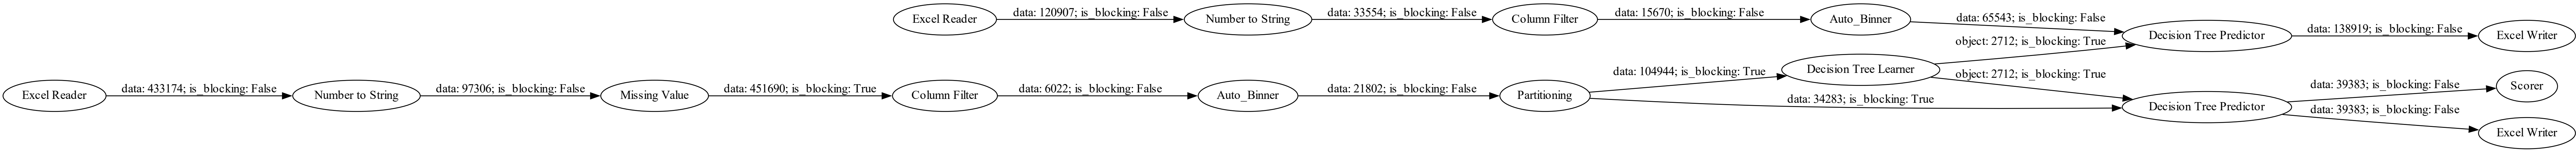 Excel Reader
data: 120907; is_blocking: False
Number to String
data: 33554; is_blocking: False
Column Filter
data: 15670; is_blocking: False
Auto_Binner
data: 65543; is_blocking: False
Decision Tree Predictor
data: 138919; is_blocking: False
Excel Writer
object: 2712; is_blocking: True
Excel Reader
data: 433174; is_blocking: False
Number to String
data: 97306; is_blocking: False
Missing Value
data: 451690; is_blocking: True
Column Filter
data: 6022; is_blocking: False
Auto_Binner
data: 21802; is_blocking: False
Partitioning
data: 104944; is_blocking: True
Decision Tree Learner
object: 2712; is_blocking: True
data: 34283; is_blocking: True
Decision Tree Predictor
data: 39383; is_blocking: False
Scorer
data: 39383; is_blocking: False
Excel Writer